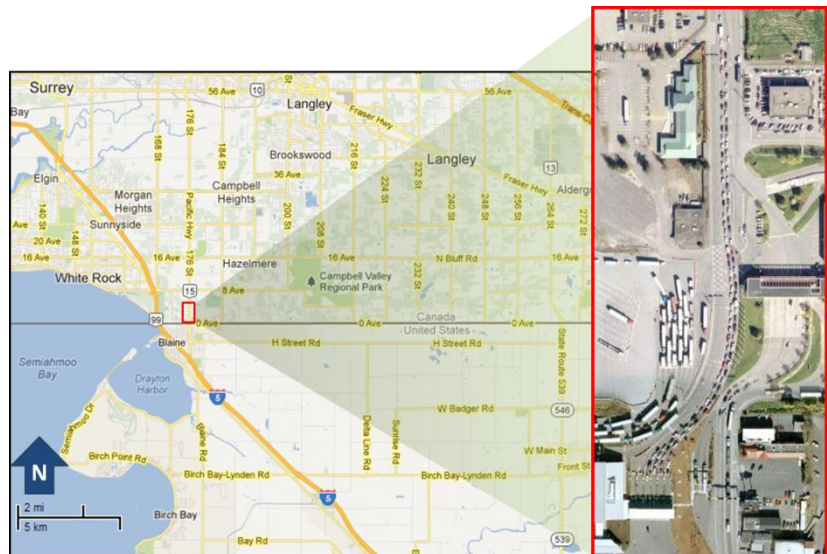 Surrey
Bay
56 Ave
10
St
Langley
56 Ave
Fraser Hwy
Trans-Ca
168 St
176 St
184 St
Brookswood
216 St
Langley
232 St
13
Elgin
Morgan
Heights
Campbell
Heights
36 Ave
224 St
Fraser Hwy
Aldergr
140 St
148 St
Sunnyside
Pacific Hwy
200 St
208 St
240 St
248 St
256 St
264 St
272 St
Ave
20 Ave
16 Ave
16 Ave
176 St
Hazelmere
16 Ave
N Bluff Rd
16 Ave
White Rock
15
8 Ave
Campbell Valley
Regional Park
232 St
99
0 Ave
0 Ave
Canada
United States
0 Ave
Blaine
H Street Rd
H Street Rd
Semiahmoo
Bay
Drayton
Harbor
State Route 539
5
Semiahmoo Dr
Blaine Rd
Delta Line Rd
Sunrise Rd
W Badger Rd
546
N
Birch Point Rd
W Main St
Front St
Birch Bay-Lynden Rd
Birch Bay-Lynden Rd
2 mi
5 km
Birch Bay
5
539